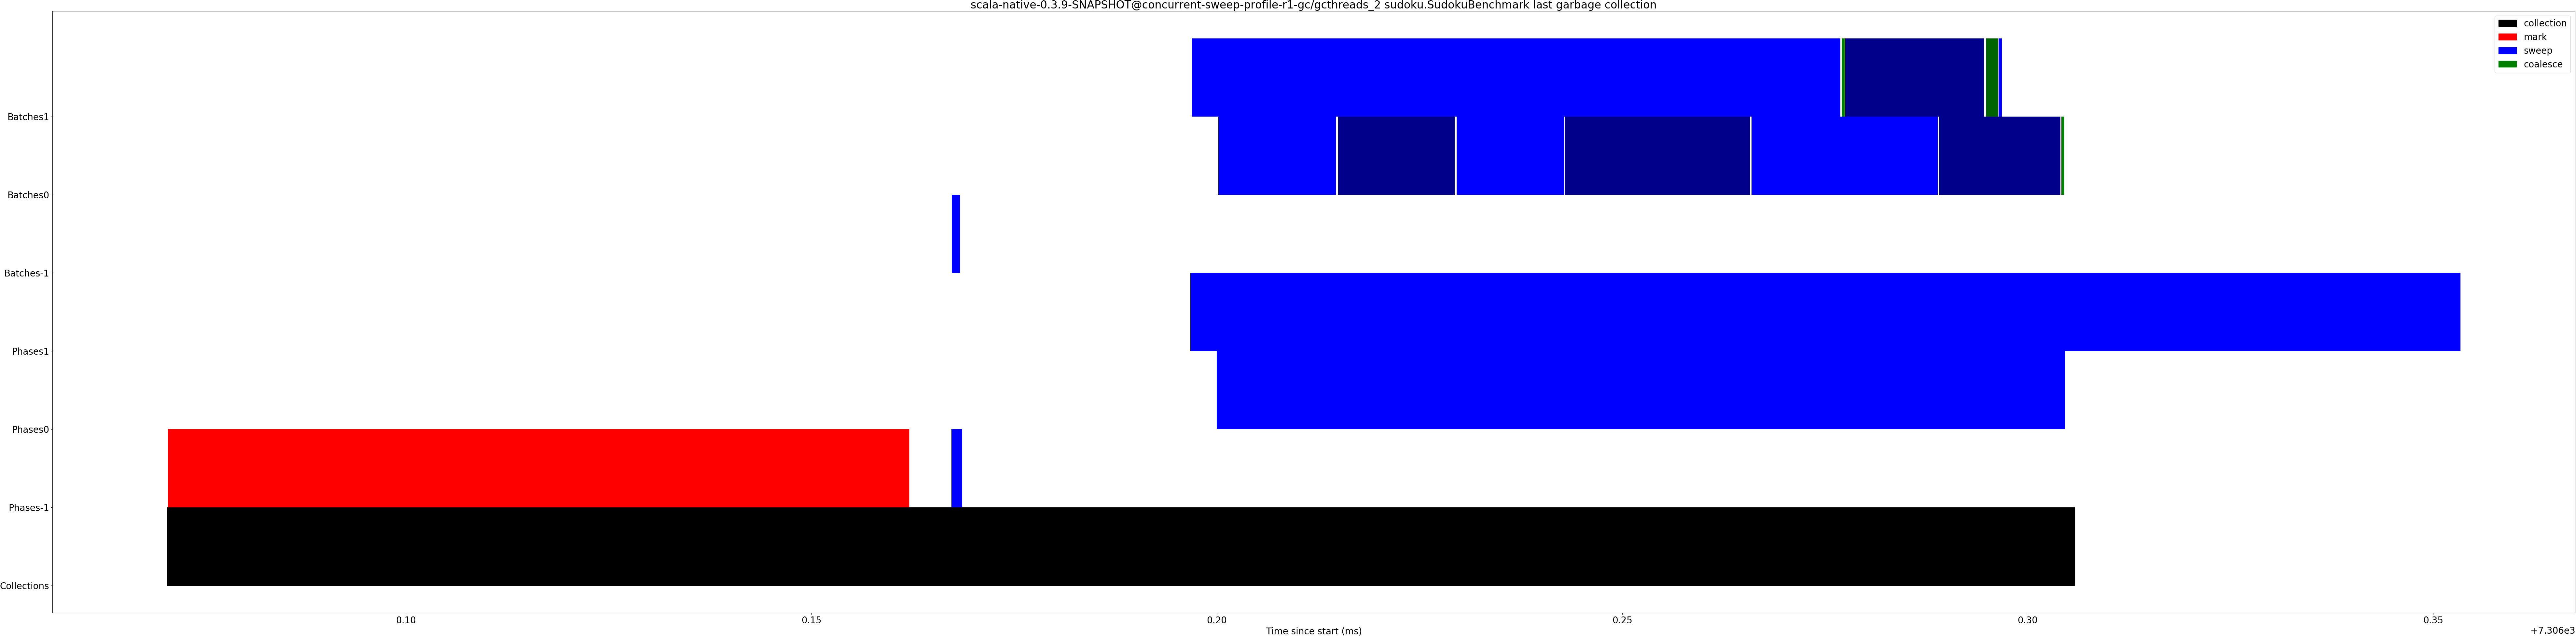 scala-native-0.3.9-SNAPSHOT@concurrent-sweep-profile-r1-gc/gcthreads_2 sudoku.SudokuBenchmark last garbage collection
collection
mark
sweep
coalesce
Batches1
Batches0
Batches-1
Phases1
Phases0
Phases-1
Collections
0.10 0.15 0.20 0.25 0.30 0.35
Time since start (ms)
+7.306e3